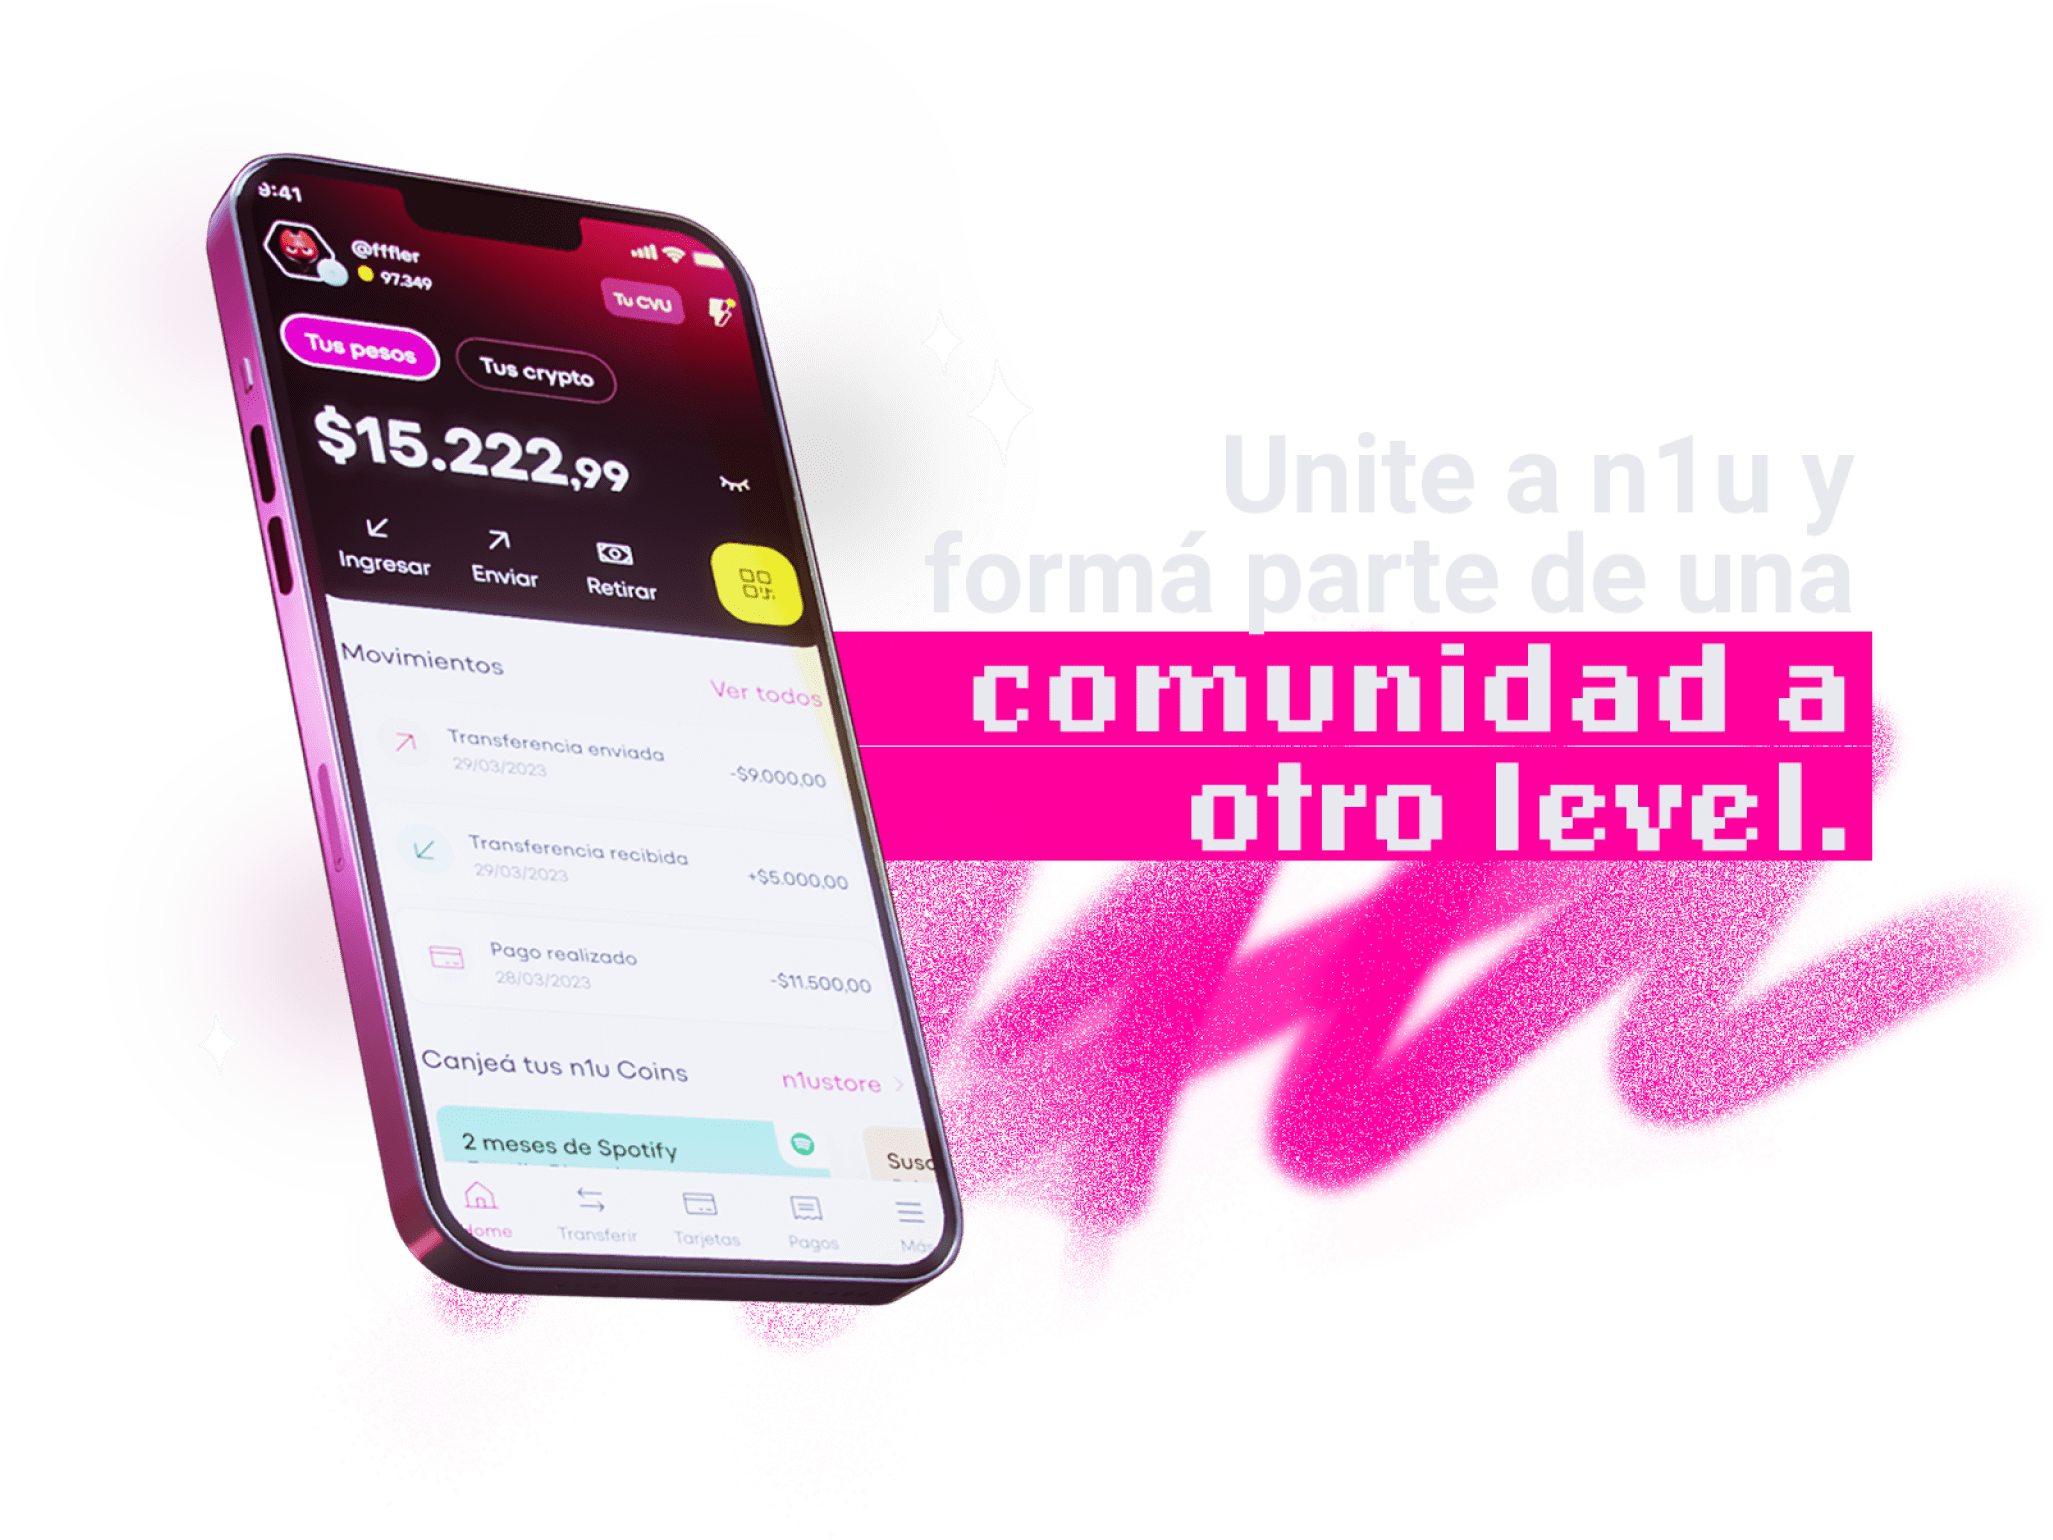 9:41
@fffler
97.349
Tu CVU
Tus pesos
Tus crypto
$15.222,99
Ingresar
Enviar
Retirar
Movimientos
Ver todos
Transferencia enviada
29/03/2023
-$9.000,00
Transferencia recibida
29/03/2023
+$5.000,00
Pago realizado
28/03/2023
-$11.500,00
Canjeá tus n1u Coins
n1ustore
2 meses de Spotify
Home
Transferir
Tarjetas
Pagos
Más
Unite a n1u y
formá parte de una
comunidad a
otro level.